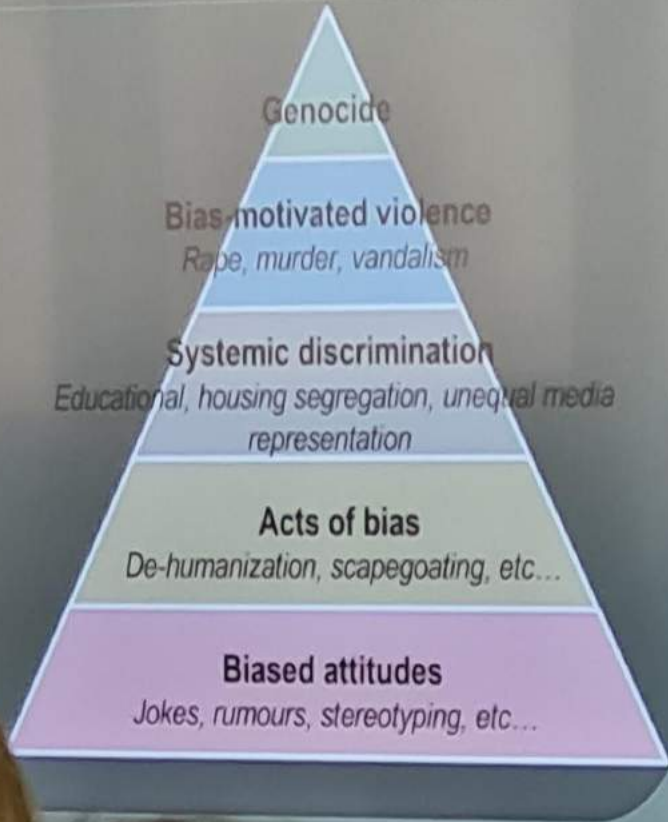 Genocide
Bias-motivated violence
Rape, murder, vandalism
Systemic discrimination
Educational, housing segregation, unequal media
representation
Acts of bias
De-humanization, scapegoating, etc...
Biased attitudes
Jokes, rumours, stereotyping, etc...